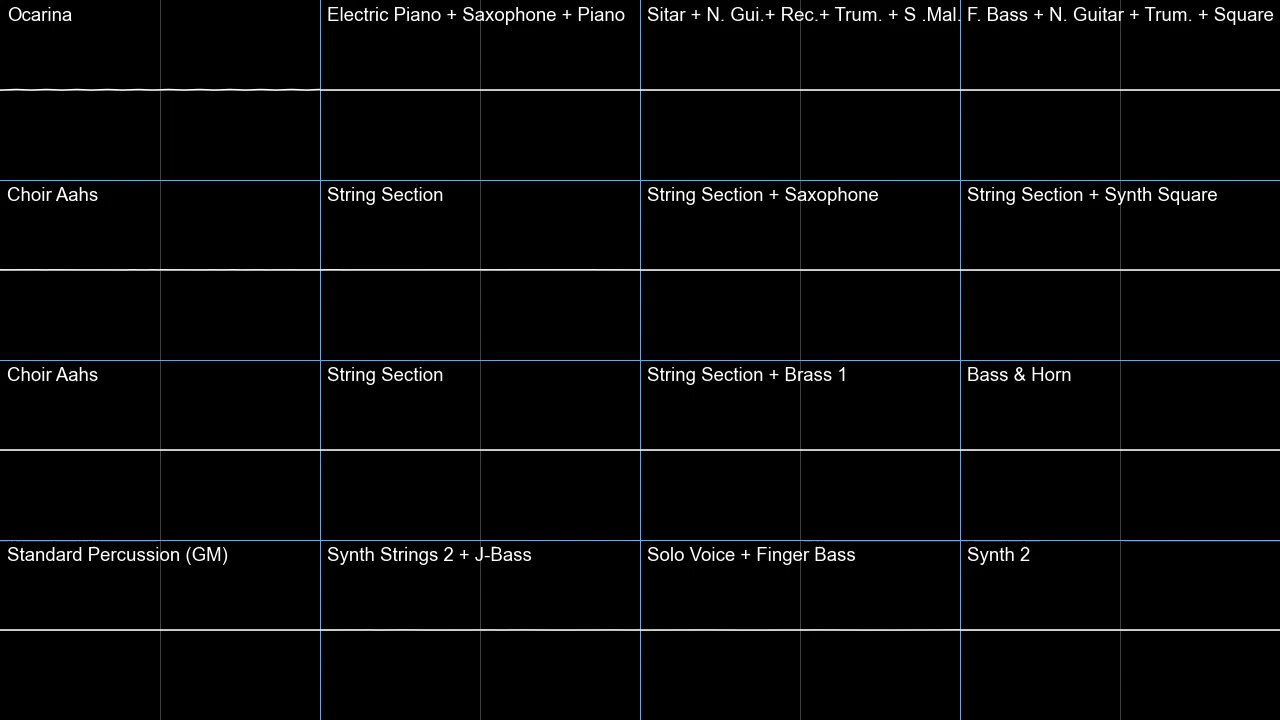 Ocarina
Electric Piano + Saxophone + Piano
Sitar + N. Gui.+ Rec.+ Trum. + S .Mal.
F. Bass + N. Guitar + Trum. + Square
Choir Aahs
String Section
String Section + Saxophone
String Section + Synth Square
Choir Aahs
String Section
String Section + Brass 1
Bass & Horn
Standard Percussion (GM)
Synth Strings 2 + J-Bass
Solo Voice + Finger Bass
Synth 2